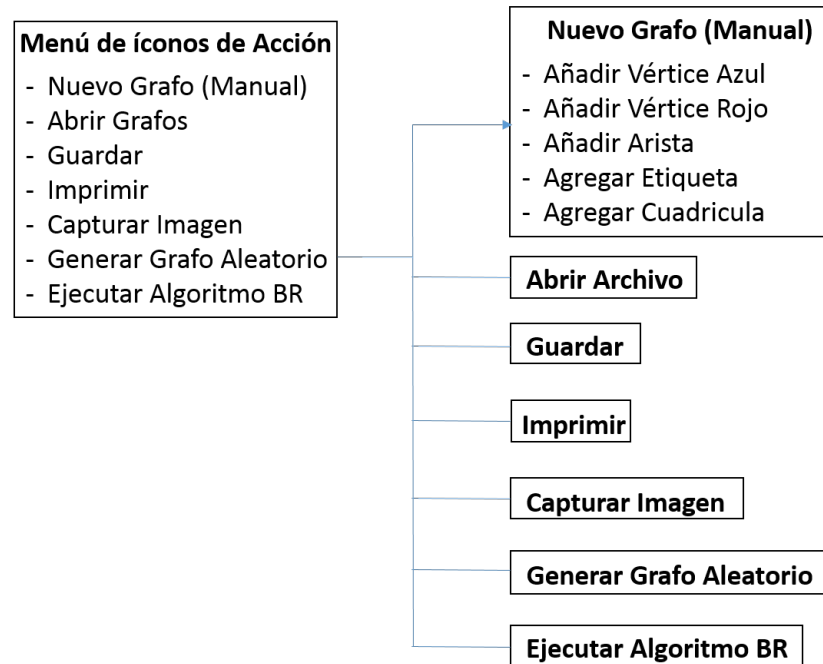 Menú de íconos de Acción
- Nuevo Grafo (Manual)
- Abrir Grafos
- Guardar
- Imprimir
- Capturar Imagen
- Generar Grafo Aleatorio
- Ejecutar Algoritmo BR
Nuevo Grafo (Manual)
- Añadir Vértice Azul
- Añadir Vértice Rojo
- Añadir Arista
- Agregar Etiqueta
- Agregar Cuadricula
Abrir Archivo
Guardar
Imprimir
Capturar Imagen
Generar Grafo Aleatorio
Ejecutar Algoritmo BR